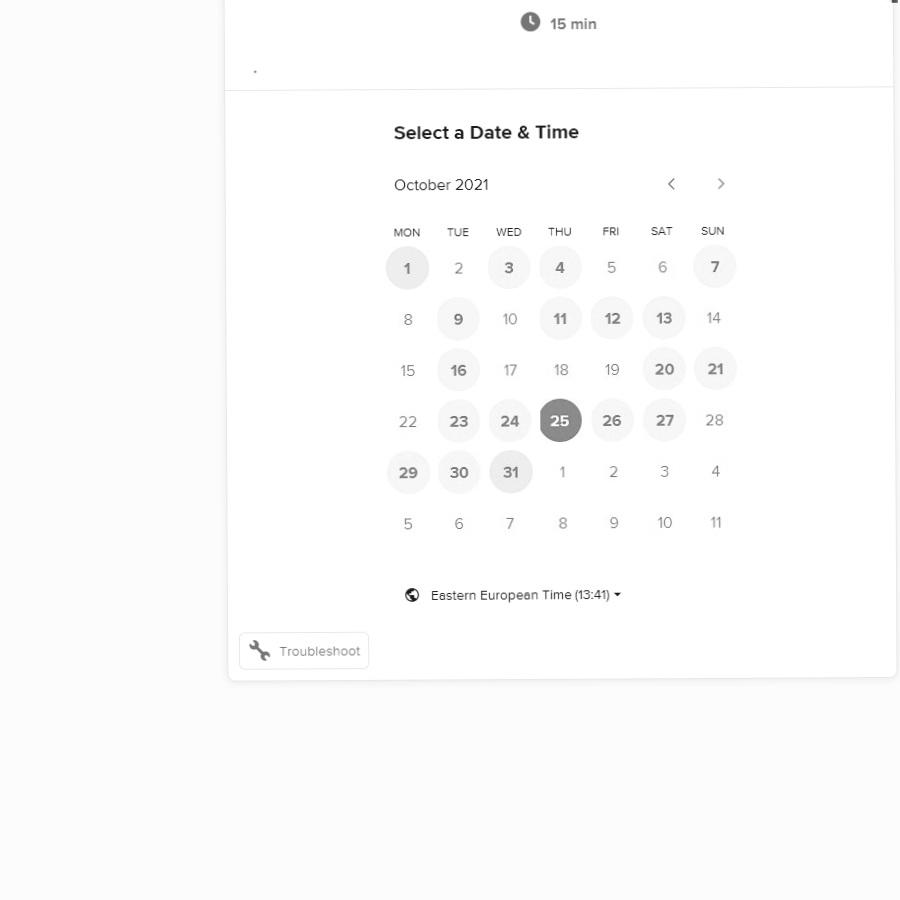 15 min
.
Select a Date & Time
October 2021
MON TUE WED THU FRI SAT SUN
1 2 3 4 5 6 7
8 9 10 11 12 13 14
15 16 17 18 19 20 21
22 23 24 25 26 27 28
29 30 31 1 2 3 4
5 6 7 8 9 10 11
Eastern European Time (13:41)
Troubleshoot